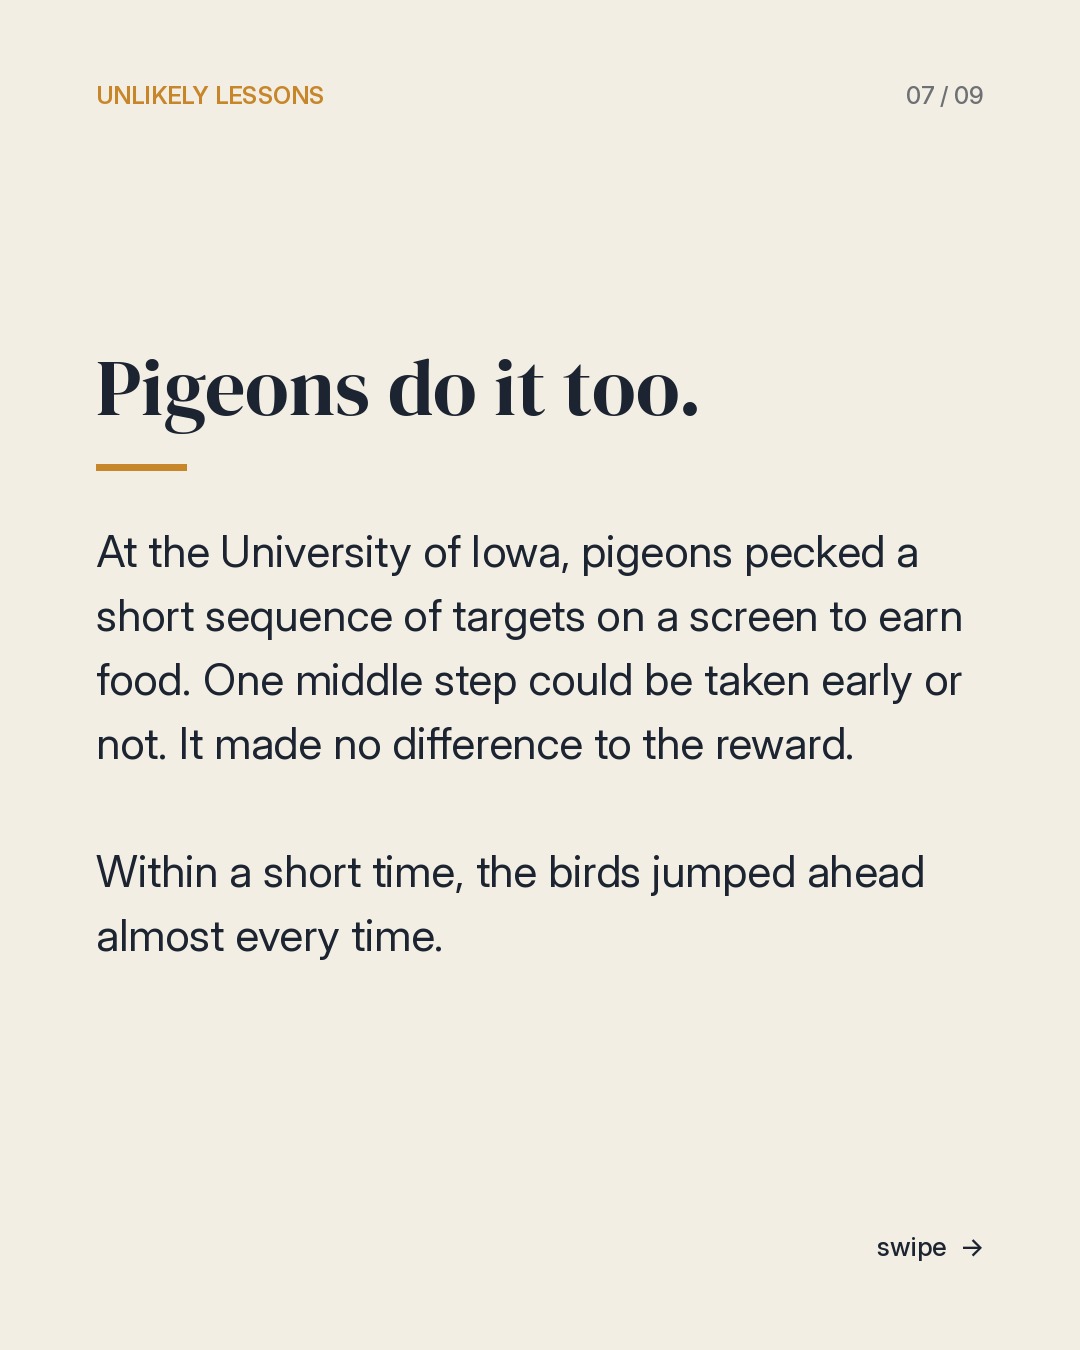 UNLIKELY LESSONS
07 / 09
Pigeons do it too.
At the University of Iowa, pigeons pecked a
short sequence of targets on a screen to earn
food. One middle step could be taken early or
not. It made no difference to the reward.
Within a short time, the birds jumped ahead
almost every time.
swipe →